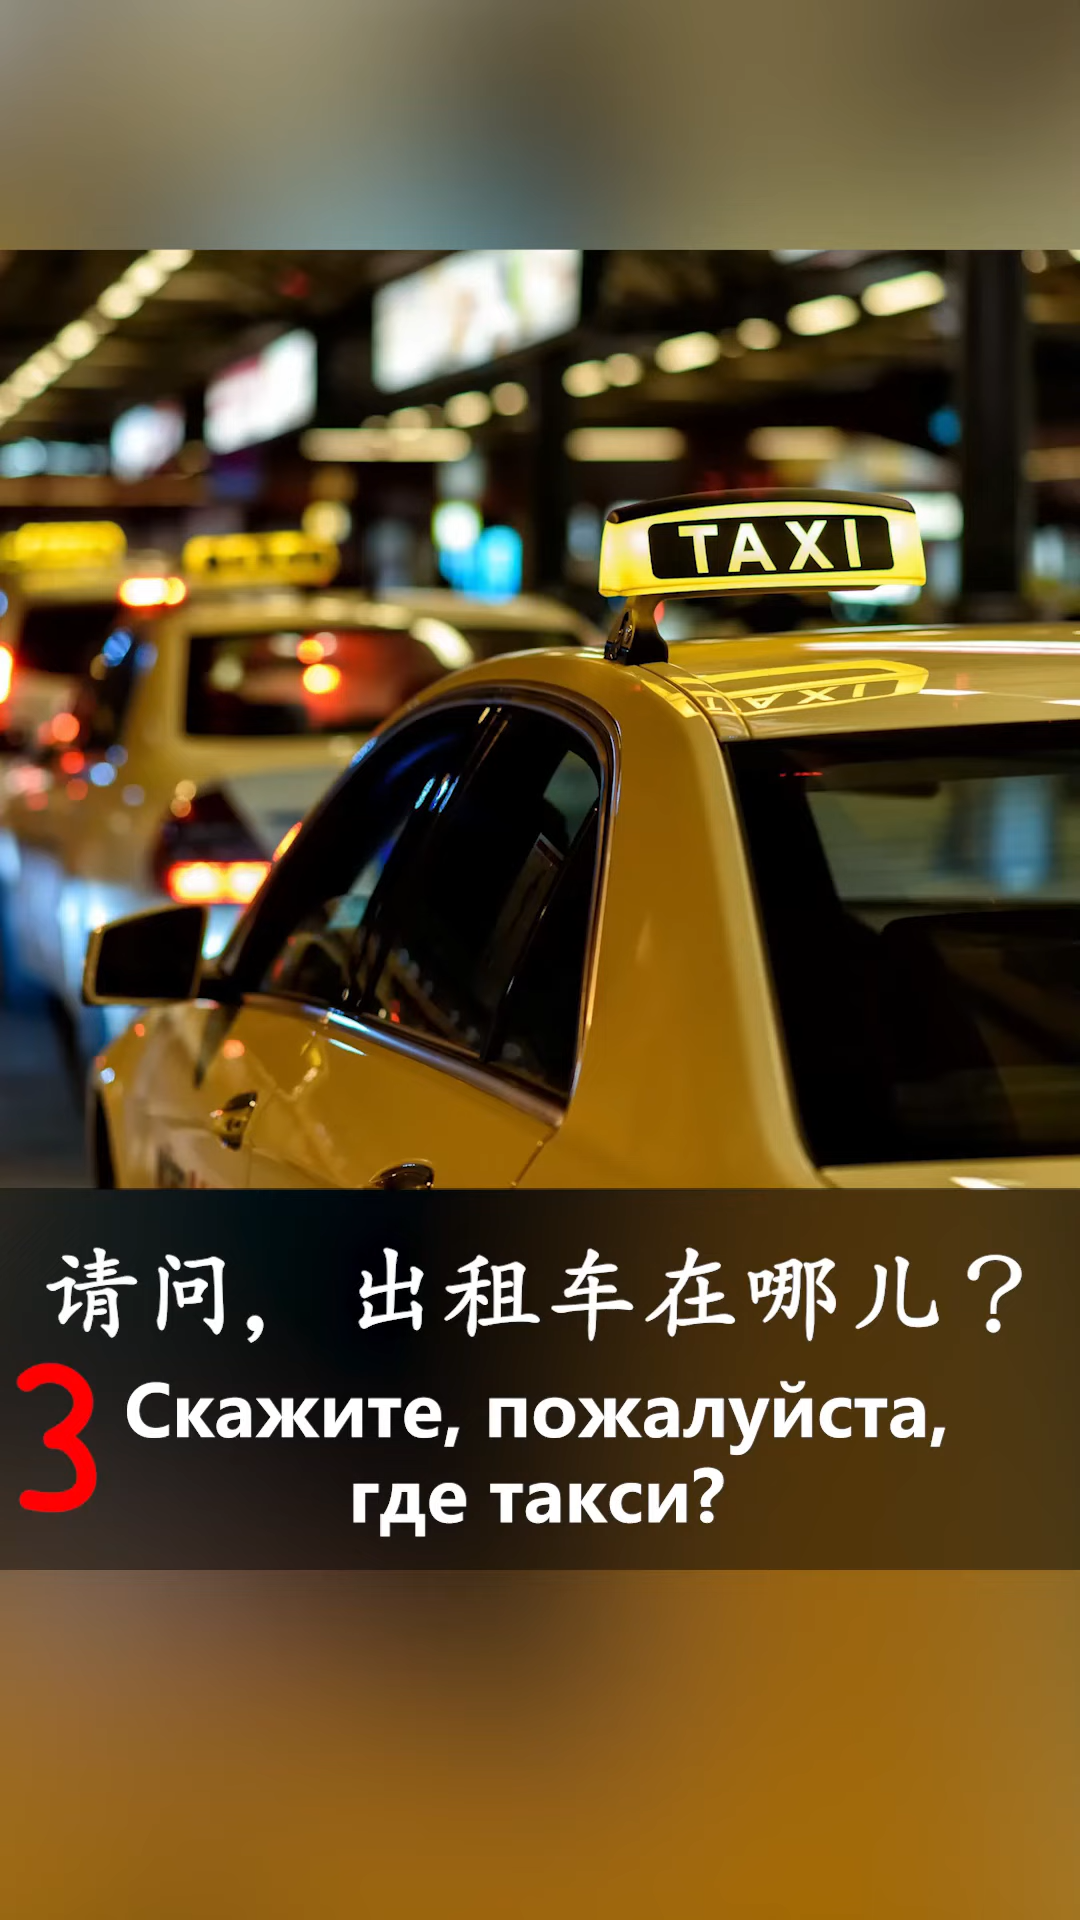 TAXI
请问，出租车在哪儿？
3
Скажите, пожалуйста,
где такси?